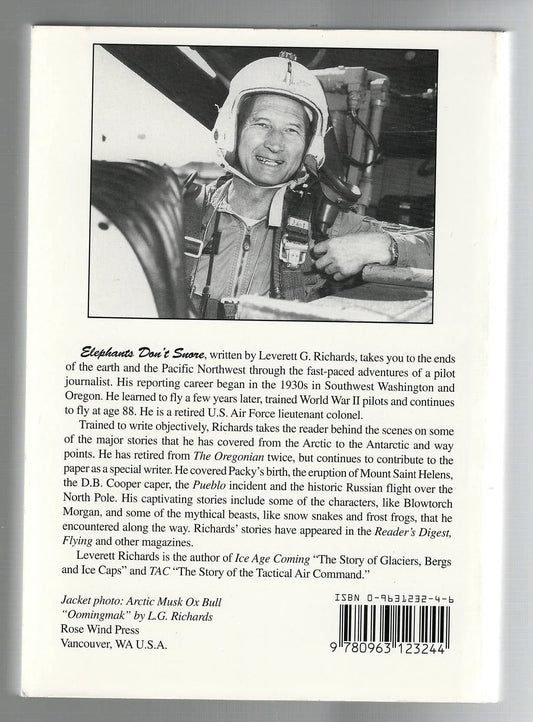 Elephants Don't Snore, written by Leverett G. Richards, takes you to the ends
of the earth and the Pacific Northwest through the fast-paced adventures of a pilot
journalist. His reporting career began in the 1930s in Southwest Washington and
Oregon. He learned to fly a few years later, trained World War II pilots and continues
to fly at age 88. He is a retired U.S. Air Force lieutenant colonel.
Trained to write objectively, Richards takes the reader behind the scenes on some
of the major stories that he has covered from the Arctic to the Antarctic and way
points. He has retired from The Oregonian twice, but continues to contribute to the
paper as a special writer. He covered Packy's birth, the eruption of Mount Saint Helens,
the D.B. Cooper caper, the Pueblo incident and the historic Russian flight over the
North Pole. His captivating stories include some of the characters, like Blowtorch
Morgan, and some of the mythical beasts, like snow snakes and frost frogs, that he
encountered along the way. Richards' stories have appeared in the Reader's Digest,
Flying and other magazines.
Leverett Richards is the author of Ice Age Coming "The Story of Glaciers, Bergs
and Ice Caps" and TAC "The Story of the Tactical Air Command."
Jacket photo: Arctic Musk Ox Bull
"Oomingmak" by L.G. Richards
Rose Wind Press
Vancouver, WA U.S.A.
ISBN 0-9631232-4-6
9 780963 123244